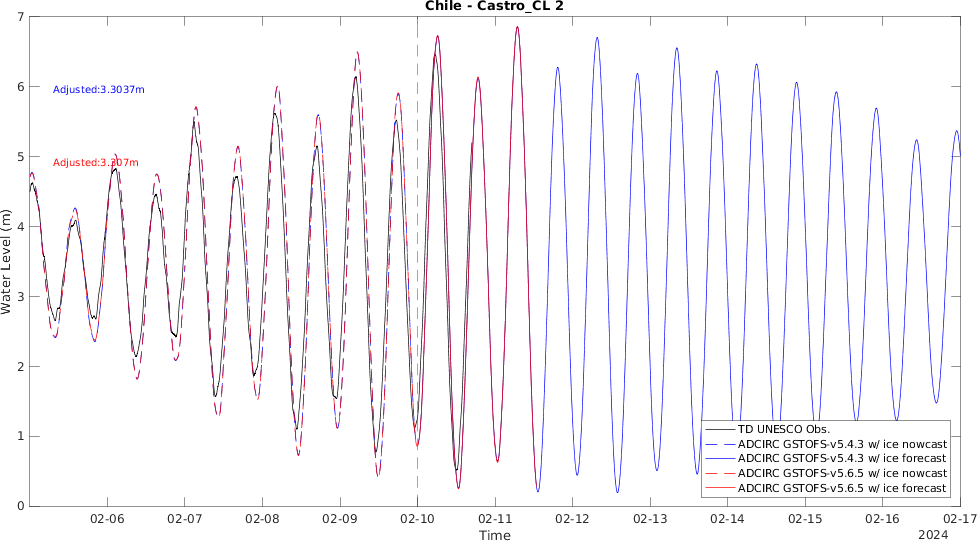 Chile - Castro_CL 2
7
6
5
4
3
2
1
0
Water Level (m)
Adjusted:3.3037m
Adjusted:3.307m
TD UNESCO Obs.
ADCIRC GSTOFS-v5.4.3 w/ ice nowcast
ADCIRC GSTOFS-v5.4.3 w/ ice forecast
ADCIRC GSTOFS-v5.6.5 w/ ice nowcast
ADCIRC GSTOFS-v5.6.5 w/ ice forecast
02-06 02-07 02-08 02-09 02-10 02-11 02-12 02-13 02-14 02-15 02-16 02-17
Time
2024